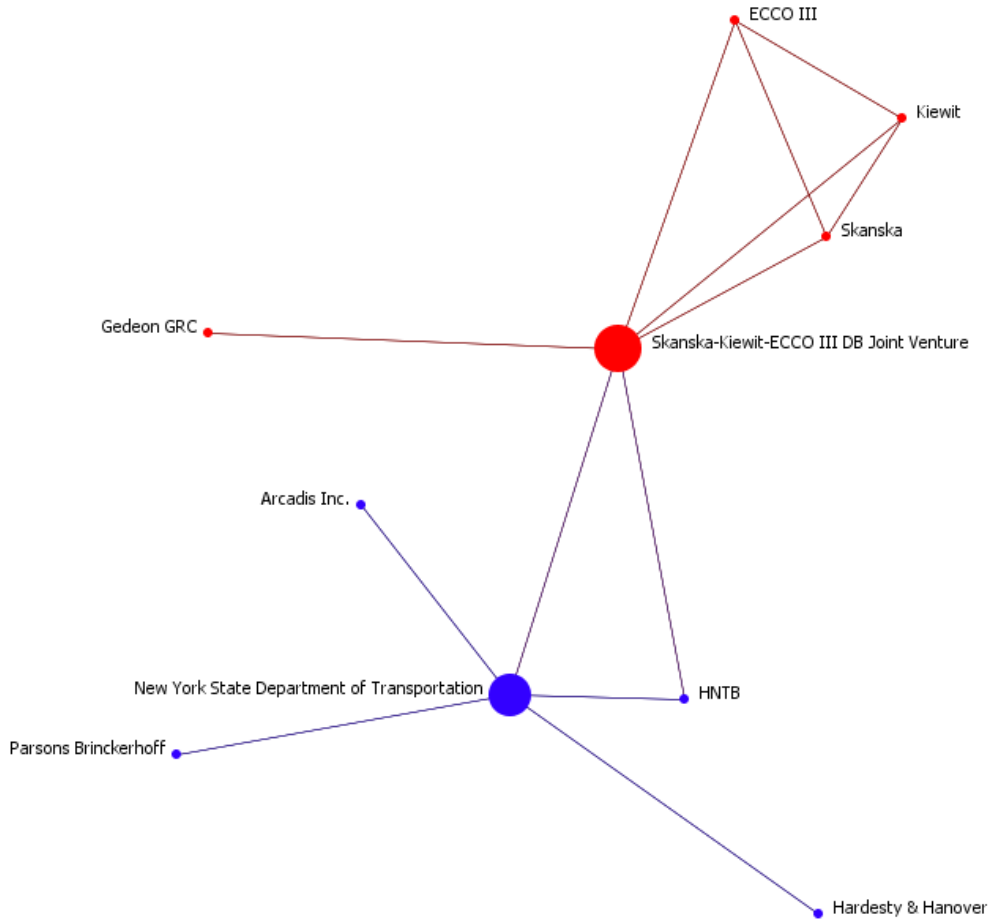 ECCO III
Kiewit
Skanska
Gedeon GRC
Skanska-Kiewit-ECCO III DB Joint Venture
Arcadis Inc.
New York State Department of Transportation
HNTB
Parsons Brinckerhoff
Hardesty & Hanover